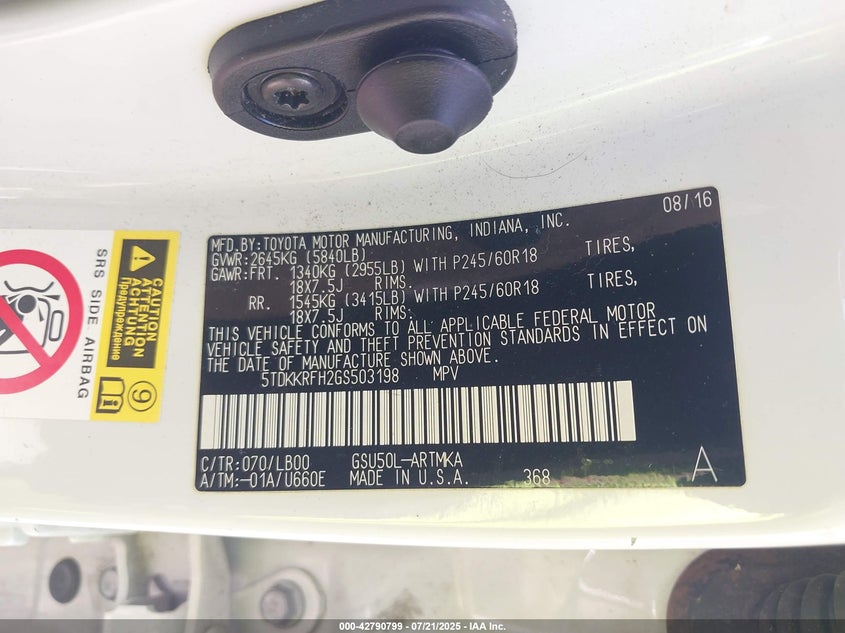 08/16
MFD.BY:TOYOTA MOTOR MANUFACTURING, INDIANA, INC.
GVWR:2645KG (5840LB)
GAWR:FRT. 1340KG (2955LB) WITH P245/60R18 TIRES,
18X7.5J RIMS.
RR. 1545KG (3415LB) WITH P245/60R18 TIRES,
18X7.5J RIMS.
THIS VEHICLE CONFORMS TO ALL APPLICABLE FEDERAL MOTOR
VEHICLE SAFETY AND THEFT PREVENTION STANDARDS IN EFFECT ON
THE DATE OF MANUFACTURE SHOWN ABOVE.
5TDKKRFH2GS503198 MPV
C/TR:070/LB00 GSU50L-ARTMKA
A/TM:-01A/U660E MADE IN U.S.A. 368 A
SRS SIDE AIRBAG
CAUTION
ATTENTION
ACHTUNG
Предупреждение
9
000-42790799 - 07/21/2025 - IAA Inc.